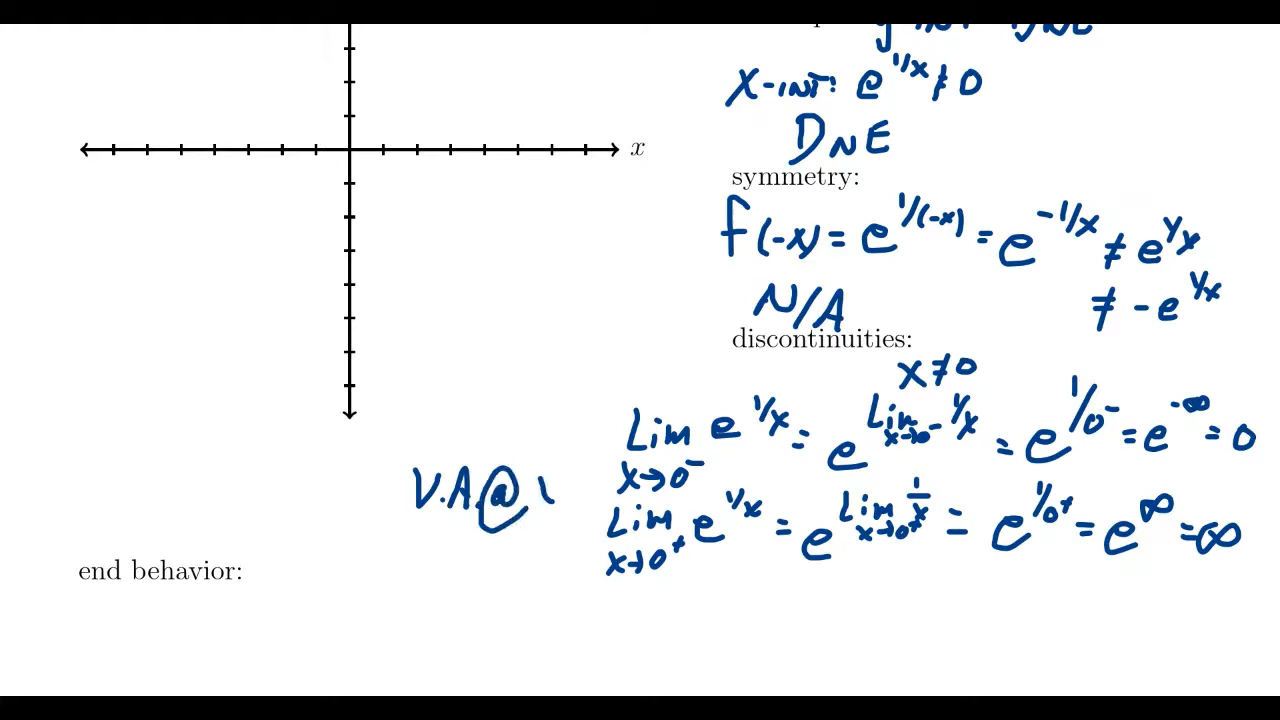 x
X-INT: e^{1/x} ≠ 0
DNE
symmetry:
f(-x) = e^{1/(-x)} = e^{-1/x} ≠ e^{1/x}
≠ -e^{1/x}
N/A
discontinuities:
x ≠ 0
Lim_{x→0^-} e^{1/x} = e^{Lim_{x→0^-} 1/x} = e^{1/0^-} = e^{-∞} = 0
V.A. @
Lim_{x→0^+} e^{1/x} = e^{Lim_{x→0^+} 1/x} = e^{1/0^+} = e^{∞} = ∞
end behavior: